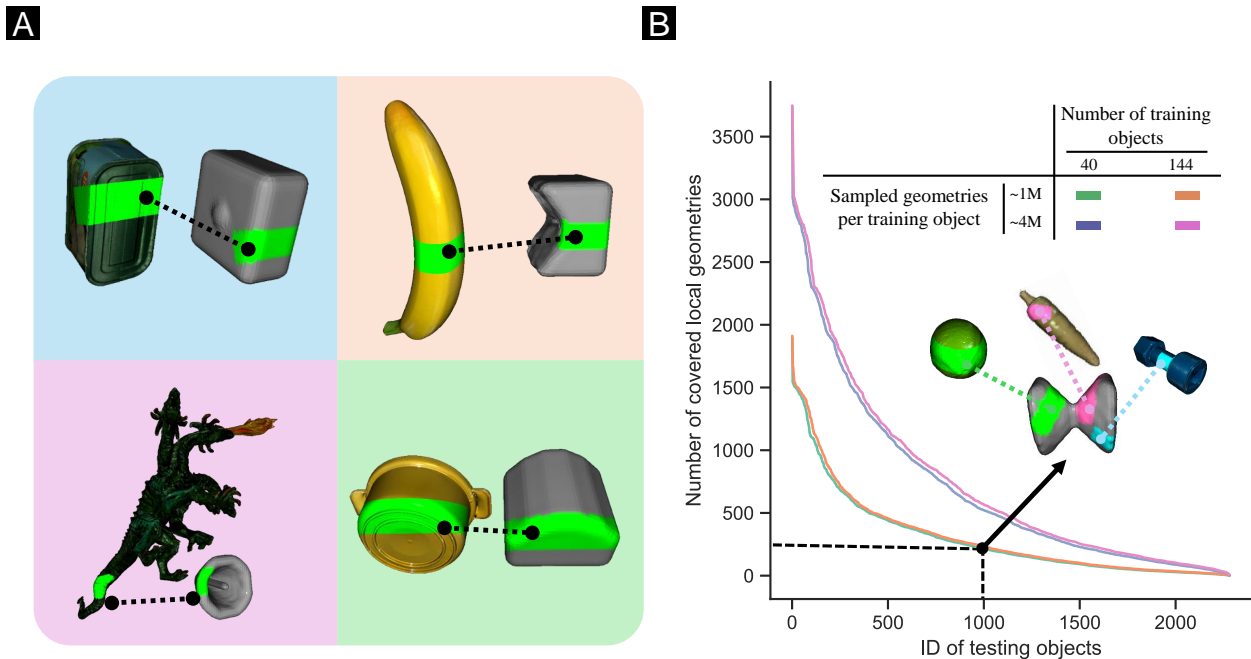 A
B
Number of covered local geometries
3500
3000
2500
2000
1500
1000
500
0
Number of training
objects
40
144
Sampled geometries
per training object
~1M
~4M
0
500
1000
1500
2000
ID of testing objects